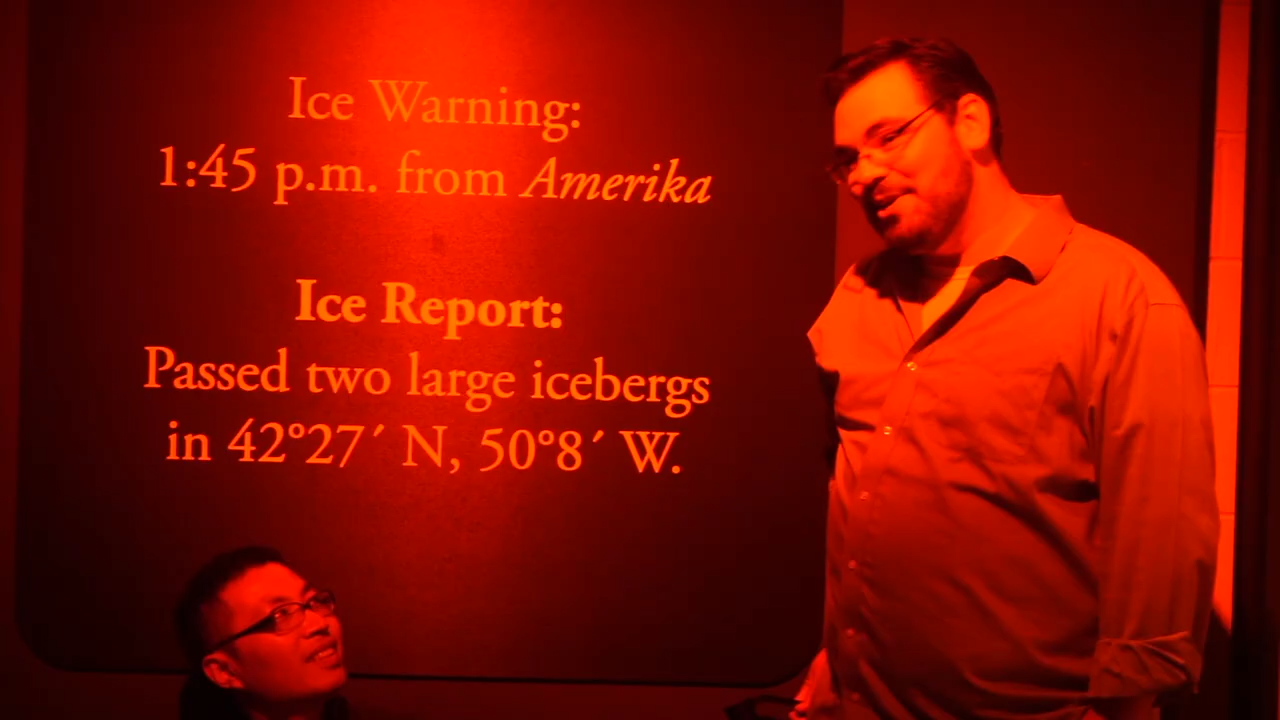 Ice Warning:
1:45 p.m. from Amerika
Ice Report:
Passed two large icebergs
in 42°27´ N, 50°8´ W.